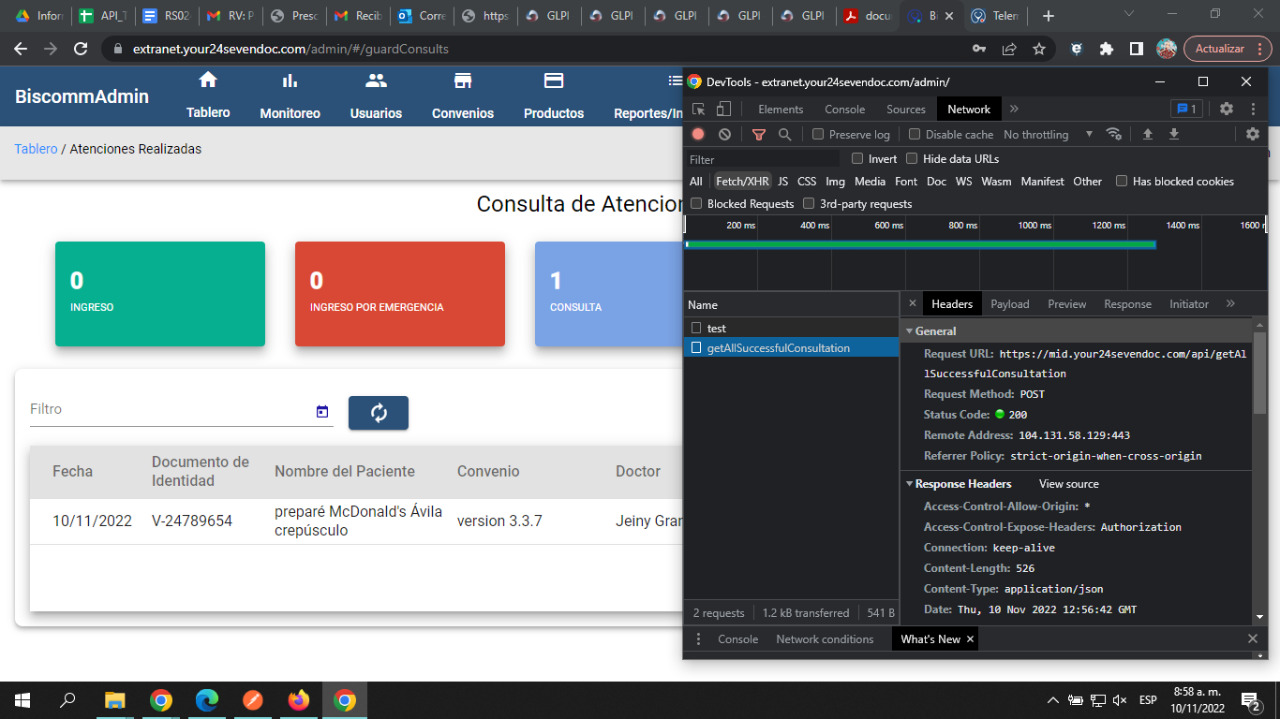 Infor
API_T
RS02
RV: P
Presc
Recib
Corre
https
GLPI
GLPI
GLPI
GLPI
GLPI
docu
Bi
Telem
extranet.your24sevendoc.com/admin/#/guardConsults
Actualizar
BiscommAdmin
Tablero
Monitoreo
Usuarios
Convenios
Productos
Reportes/In
Tablero / Atenciones Realizadas
Consulta de Atencion
0
INGRESO
0
INGRESO POR EMERGENCIA
1
CONSULTA
Filtro
Fecha
Documento de
Identidad
Nombre del Paciente
Convenio
Doctor
10/11/2022
V-24789654
preparé McDonald's Ávila
crepúsculo
version 3.3.7
Jeiny Gran
DevTools - extranet.your24sevendoc.com/admin/
Elements
Console
Sources
Network
1
Preserve log
Disable cache
No throttling
Filter
Invert
Hide data URLs
All
Fetch/XHR
JS
CSS
Img
Media
Font
Doc
WS
Wasm
Manifest
Other
Has blocked cookies
Blocked Requests
3rd-party requests
200 ms
400 ms
600 ms
800 ms
1000 ms
1200 ms
1400 ms
1600 m
Name
Headers
Payload
Preview
Response
Initiator
test
getAllSuccessfulConsultation
General
Request URL: https://mid.your24sevendoc.com/api/getAl
lSuccessfulConsultation
Request Method: POST
Status Code: 200
Remote Address: 104.131.58.129:443
Referrer Policy: strict-origin-when-cross-origin
Response Headers
View source
Access-Control-Allow-Origin: *
Access-Control-Expose-Headers: Authorization
Connection: keep-alive
Content-Length: 526
Content-Type: application/json
Date: Thu, 10 Nov 2022 12:56:42 GMT
2 requests
1.2 kB transferred
541 B
Console
Network conditions
What's New
ESP
8:58 a. m.
10/11/2022
2